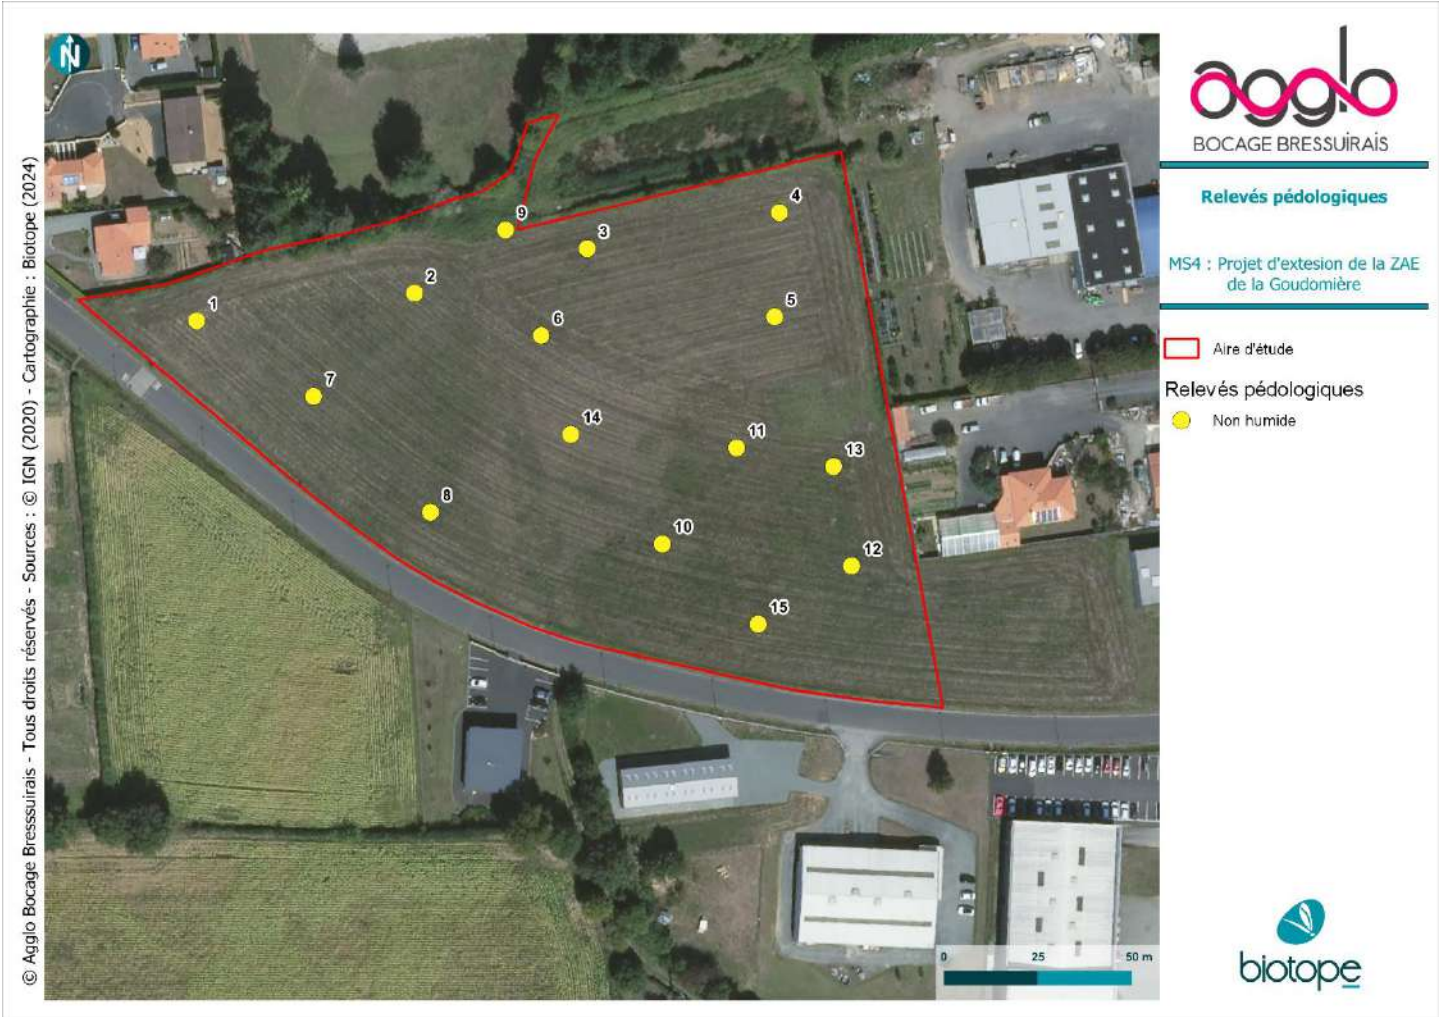 N
agglo
BOCAGE BRESSUIRAIS
Relevés pédologiques
MS4 : Projet d'extesion de la ZAE
de la Goudomière
Aire d'étude
Relevés pédologiques
Non humide
1
2
3
4
5
6
7
8
9
10
11
12
13
14
15
0 25 50 m
biotope
© Agglo Bocage Bresssuirais - Tous droits réservés - Sources : © IGN (2020) - Cartographie : Biotope (2024)